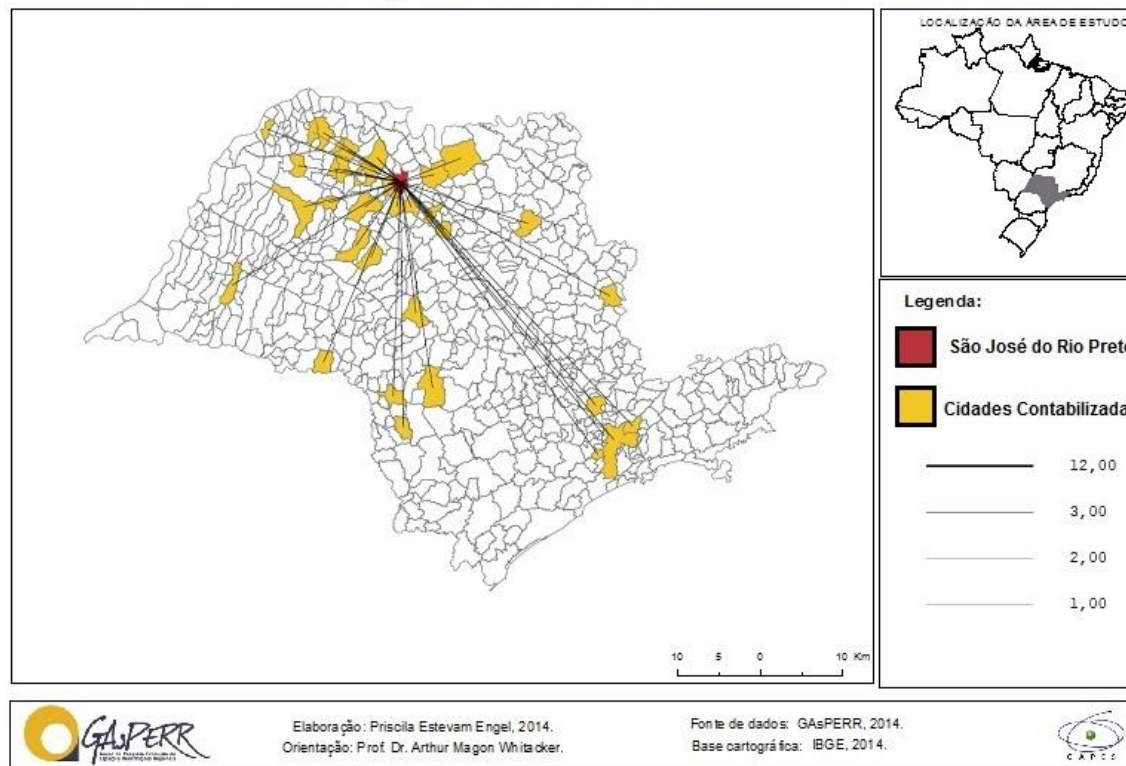 LOCALIZAÇÃO DA ÁREA DE ESTUDO
Legenda:
São José do Rio Preto
Cidades Contabilizada
12,00
3,00
2,00
1,00
10 5 0 10 Km
GAsPERR
Elaboração: Priscila Estevam Engel, 2014.
Orientação: Prof. Dr. Arthur Magon Whitacker.
Fonte de dados: GAsPERR, 2014.
Base cartográfica: IBGE, 2014.
CAPES